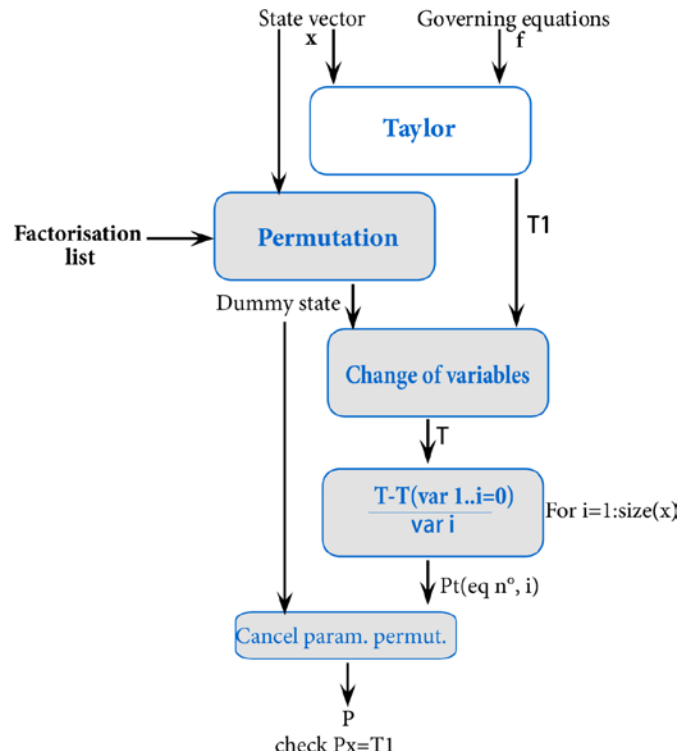 State vector
x
Governing equations
f
Taylor
Factorisation
list
Permutation
T1
Dummy state
Change of variables
T
T-T(var 1..i=0)
var i
For i=1:size(x)
Pt(eq n°, i)
Cancel param. permut.
P
check Px=T1